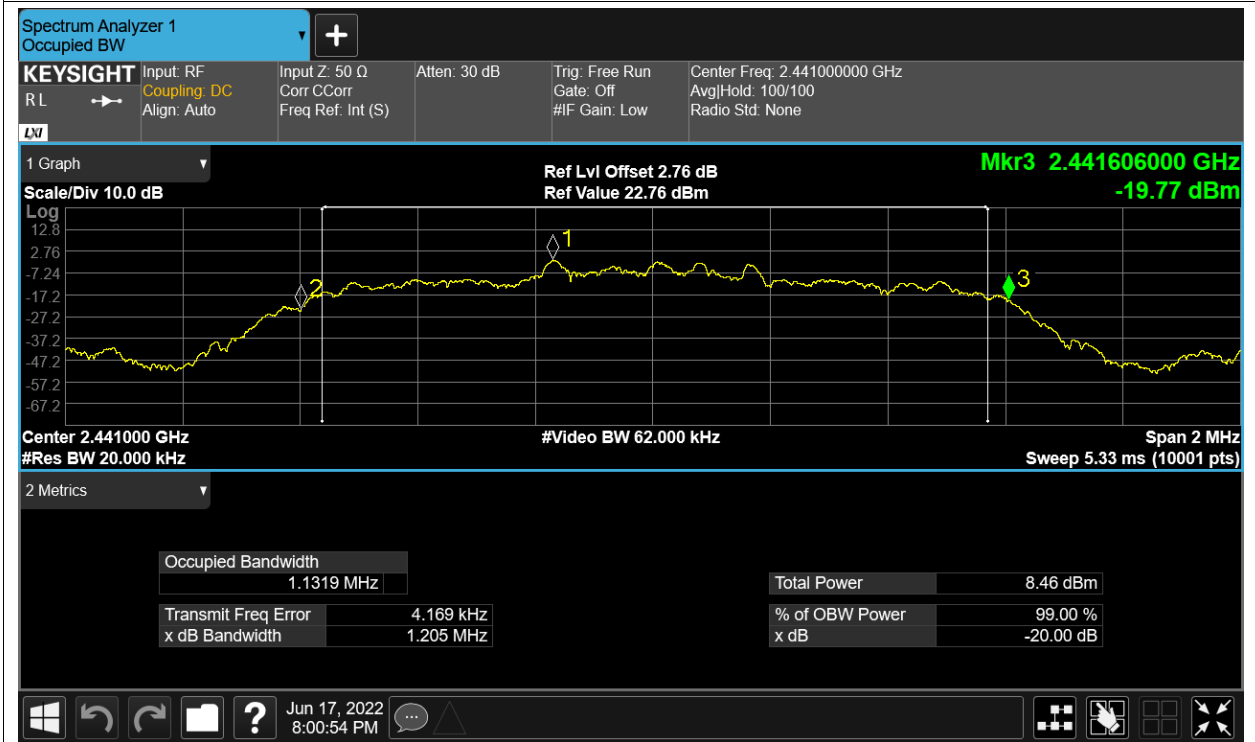 Spectrum Analyzer 1
Occupied BW
KEYSIGHT
R L
LXI
Input: RF
Coupling: DC
Align: Auto
Input Z: 50 Ω
Corr CCorr
Freq Ref: Int (S)
Atten: 30 dB
Trig: Free Run
Gate: Off
#IF Gain: Low
Center Freq: 2.441000000 GHz
Avg|Hold: 100/100
Radio Std: None
1 Graph
Scale/Div 10.0 dB
Ref Lvl Offset 2.76 dB
Ref Value 22.76 dBm
Mkr3 2.441606000 GHz
-19.77 dBm
Log
12.8
2.76
-7.24
-17.2
-27.2
-37.2
-47.2
-57.2
-67.2
1
2
3
Center 2.441000 GHz
#Video BW 62.000 kHz
Span 2 MHz
#Res BW 20.000 kHz
Sweep 5.33 ms (10001 pts)
2 Metrics
Occupied Bandwidth
1.1319 MHz
Total Power 8.46 dBm
Transmit Freq Error 4.169 kHz
% of OBW Power 99.00 %
x dB Bandwidth 1.205 MHz
x dB -20.00 dB
?
Jun 17, 2022
8:00:54 PM